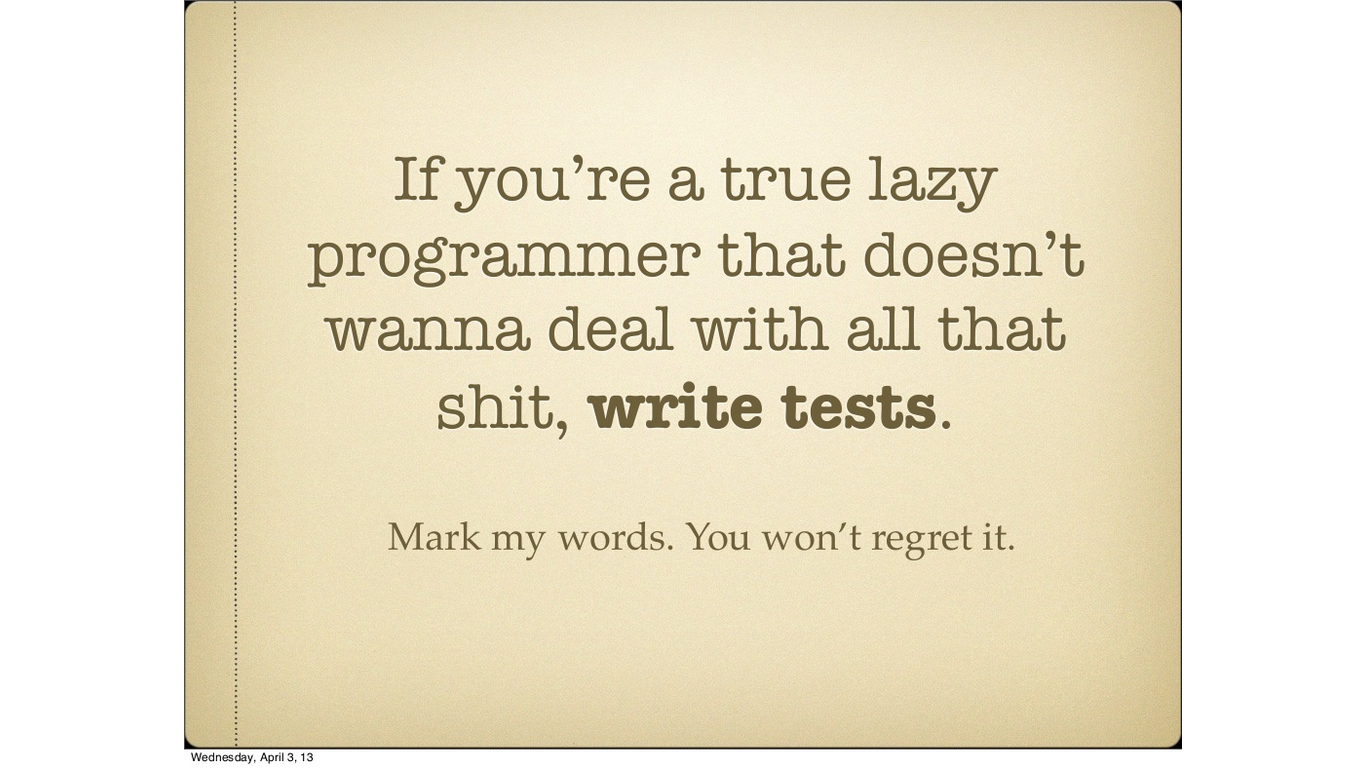 If you’re a true lazy
programmer that doesn’t
wanna deal with all that
shit, write tests.
Mark my words. You won’t regret it.
Wednesday, April 3, 13